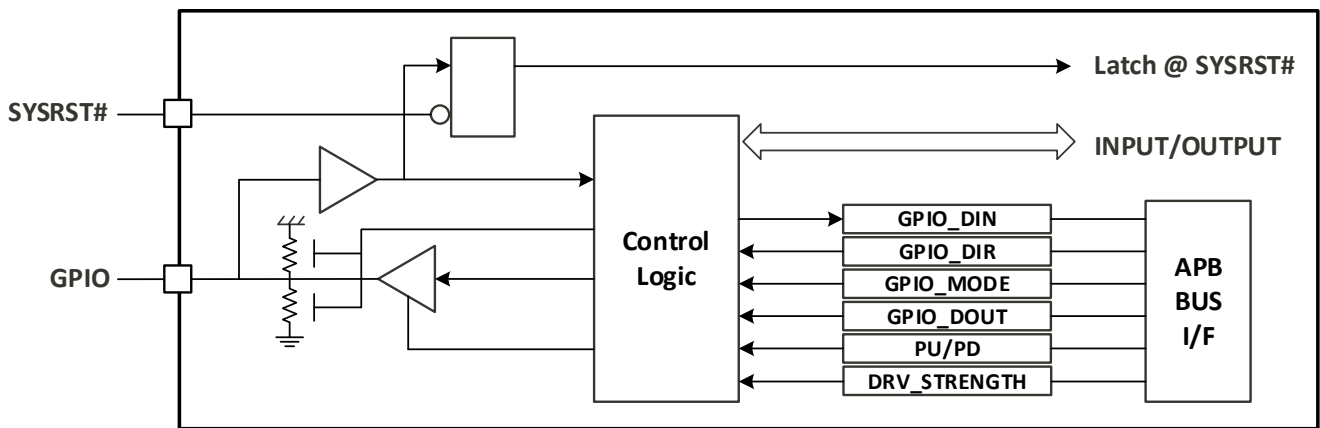 SYSRST#
Latch @ SYSRST#
INPUT/OUTPUT
GPIO
Control
Logic
GPIO_DIN
GPIO_DIR
GPIO_MODE
GPIO_DOUT
PU/PD
DRV_STRENGTH
APB
BUS
I/F